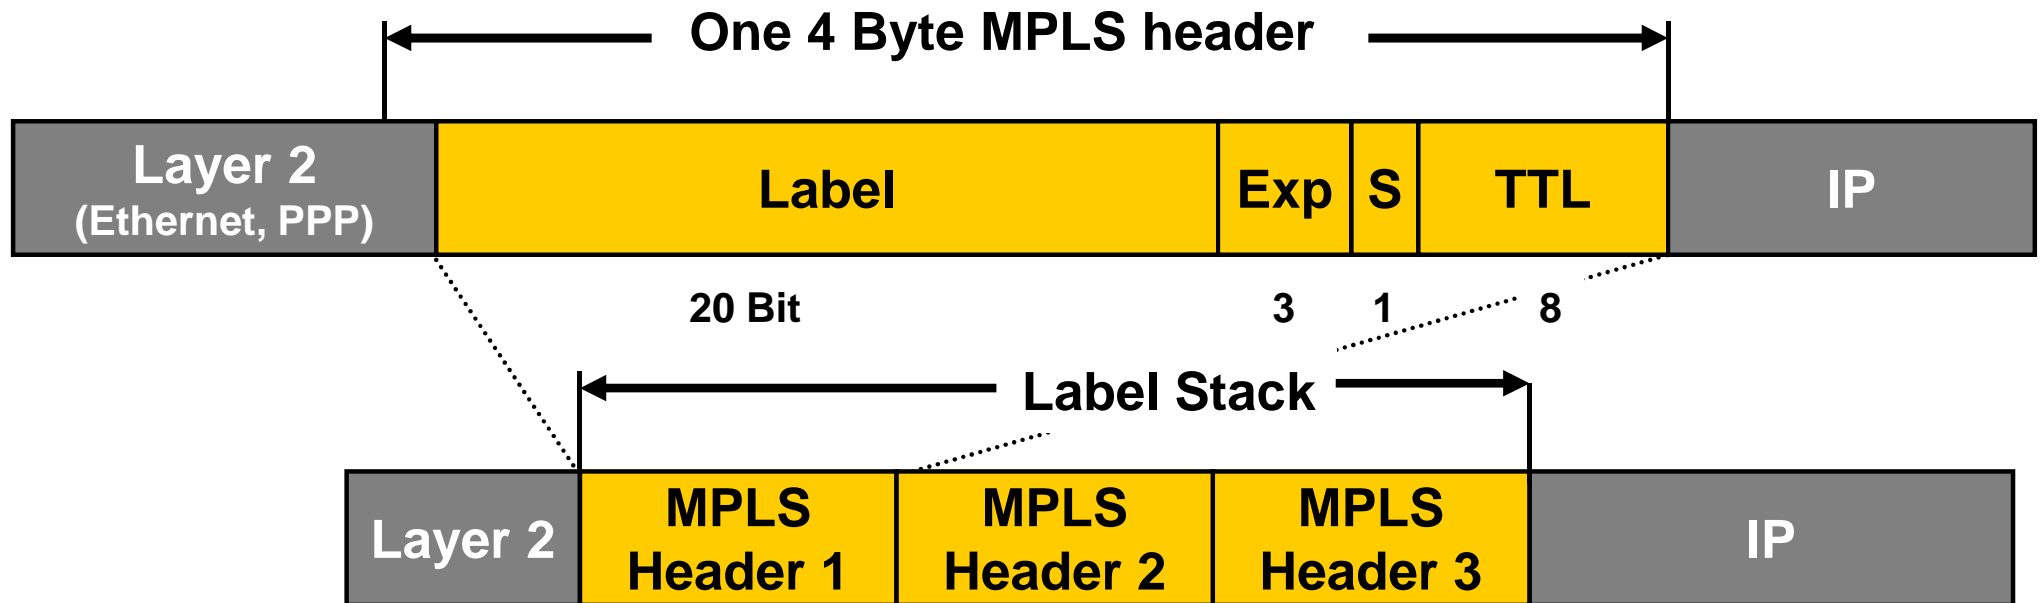 One 4 Byte MPLS header
Layer 2
(Ethernet, PPP)
Label
Exp
S
TTL
IP
20 Bit
3
1
8
Label Stack
Layer 2
MPLS
Header 1
MPLS
Header 2
MPLS
Header 3
IP